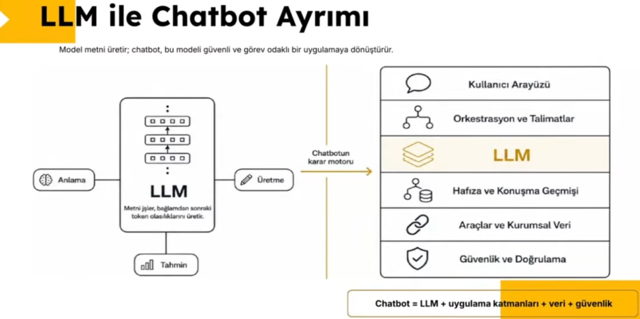 LLM ile Chatbot Ayrımı
Model metni üretir; chatbot, bu modeli güvenli ve görev odaklı bir uygulamaya dönüştürür.
Anlama
LLM
Metni işler, bağlamdan sonraki
token olasılıklarını üretir.
Üretme
Tahmin
Chatbotun
karar motoru
Kullanıcı Arayüzü
Orkestrasyon ve Talimatlar
LLM
Hafıza ve Konuşma Geçmişi
Araçlar ve Kurumsal Veri
Güvenlik ve Doğrulama
Chatbot = LLM + uygulama katmanları + veri + güvenlik